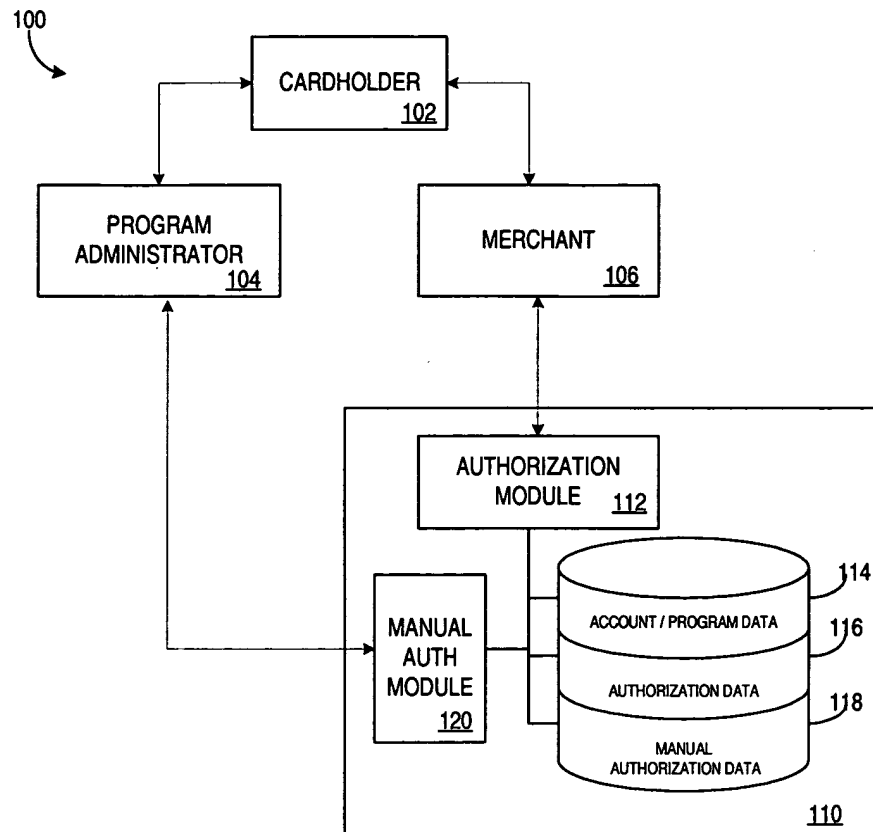 100
CARDHOLDER
102
PROGRAM
ADMINISTRATOR
104
MERCHANT
106
AUTHORIZATION
MODULE
112
MANUAL
AUTH
MODULE
120
ACCOUNT / PROGRAM DATA
114
AUTHORIZATION DATA
116
MANUAL
AUTHORIZATION DATA
118
110